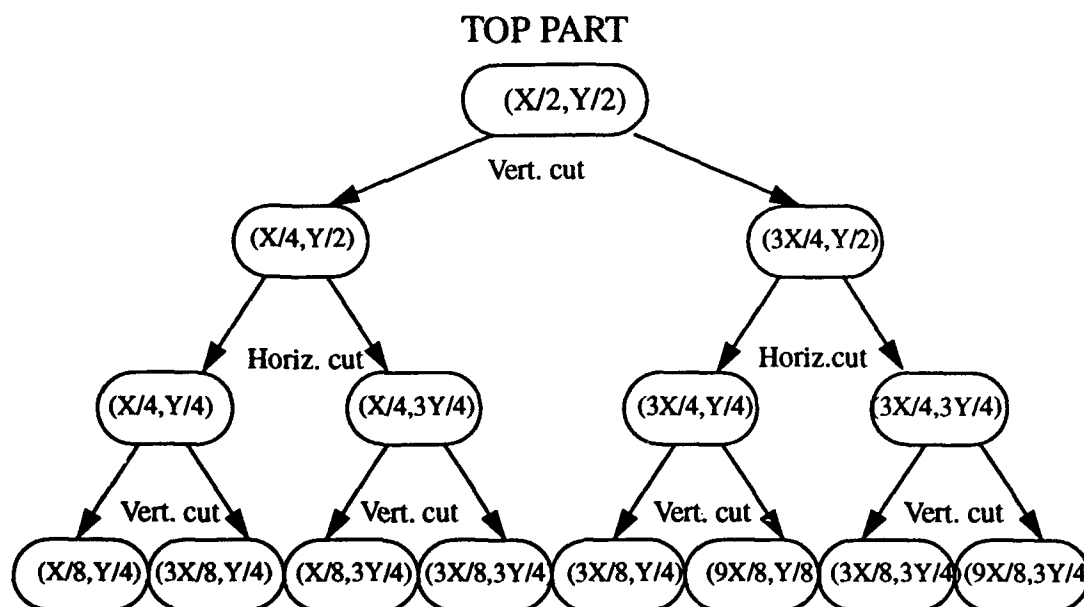 TOP PART
(X/2,Y/2)
Vert. cut
(X/4,Y/2) (3X/4,Y/2)
Horiz. cut Horiz.cut
(X/4,Y/4) (X/4,3Y/4) (3X/4,Y/4) (3X/4,3Y/4)
Vert. cut Vert. cut Vert. cut Vert. cut
(X/8,Y/4) (3X/8,Y/4) (X/8,3Y/4) (3X/8,3Y/4 (3X/8,Y/4) (9X/8,Y/8) (3X/8,3Y/4) (9X/8,3Y/4